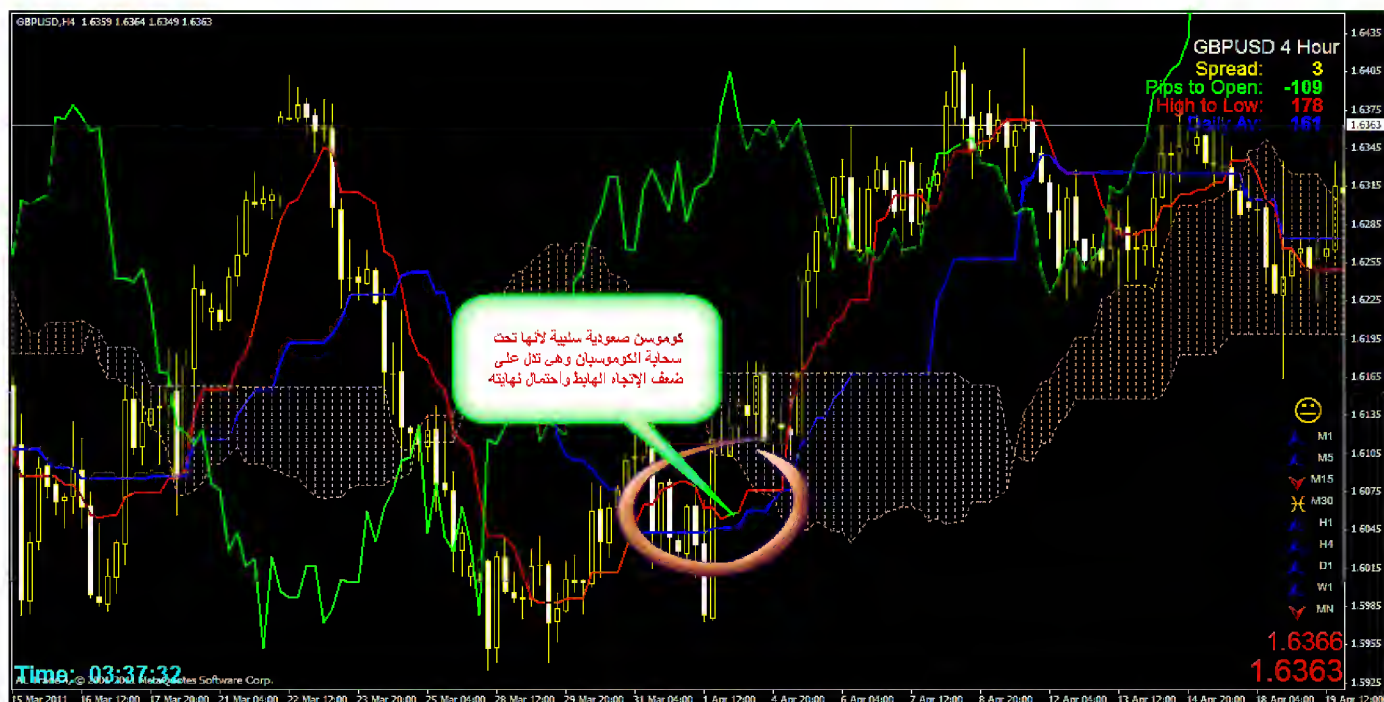 GBPUSD,H4 1.6359 1.6364 1.6349 1.6363
GBPUSD 4 Hour
Spread: 3
Pips to Open: -109
High to Low: 178
Daily Av: 161
كوموسن صعودية سلبية لأنها تحت
سحابة الكوموسيان وهى تدل على
ضعف الإتجاه الهابط واحتمال نهايته
1.6435
1.6405
1.6375
1.6363
1.6345
1.6315
1.6285
1.6255
1.6225
1.6195
1.6165
1.6135
1.6105
1.6075
1.6045
1.6015
1.5985
1.5955
1.5925
M1
M5
M15
M30
H1
H4
D1
W1
MN
1.6366
1.6363
Time: 03:37:32
MetaQuotes Software Corp.
15 Mar 2011 16 Mar 12:00 17 Mar 20:00 21 Mar 04:00 22 Mar 12:00 23 Mar 20:00 25 Mar 04:00 28 Mar 12:00 29 Mar 20:00 31 Mar 04:00 1 Apr 12:00 4 Apr 20:00 6 Apr 04:00 7 Apr 12:00 8 Apr 20:00 12 Apr 04:00 13 Apr 12:00 14 Apr 20:00 18 Apr 04:00 19 Apr 12:00